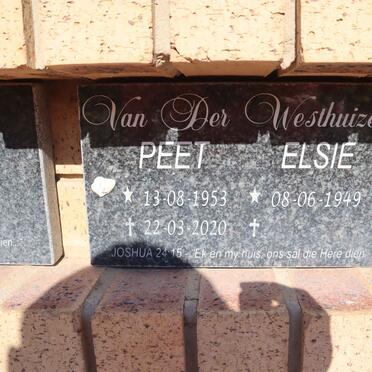 Van Der Westhuize
PEET ELSIE
13-08-1953 08-06-1949
22-03-2020
JOSHUA 24 15 - Ek en my huis, ons sal die Here dien
ien...